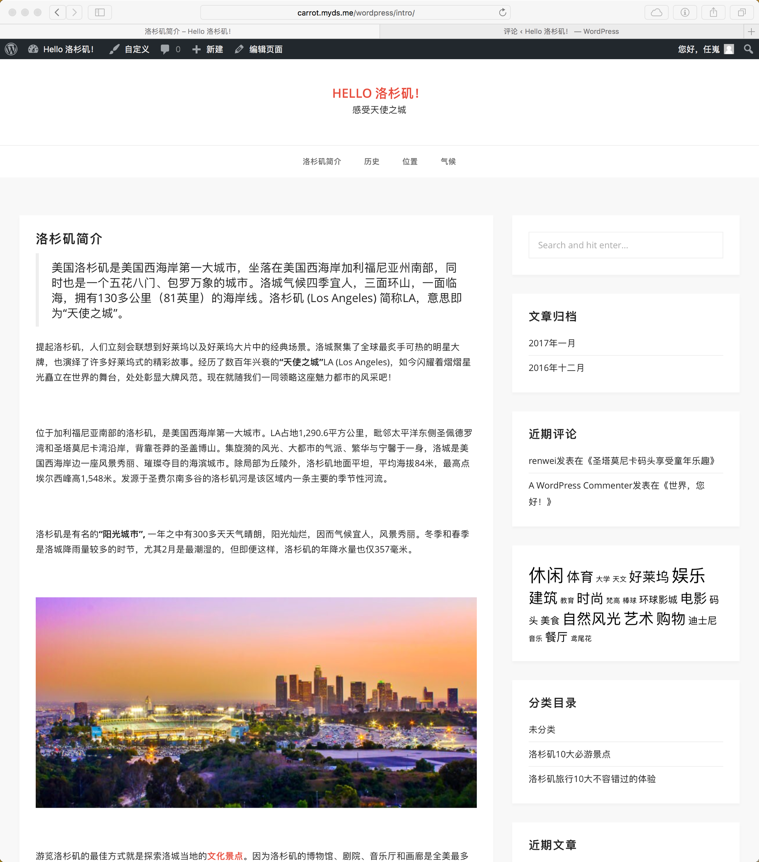 carrot.myds.me/wordpress/intro/
洛杉矶简介 – Hello 洛杉矶！
评论 ‹ Hello 洛杉矶！ — WordPress
Hello 洛杉矶！ 自定义 0 新建 编辑页面 您好，任嵬
HELLO 洛杉矶！
感受天使之城
洛杉矶简介 历史 位置 气候
洛杉矶简介
美国洛杉矶是美国西海岸第一大城市，坐落在美国西海岸加利福尼亚州南部，同
时也是一个五花八门、包罗万象的城市。洛城气候四季宜人，三面环山，一面临
海，拥有130多公里（81英里）的海岸线。洛杉矶 (Los Angeles) 简称LA，意思即
为“天使之城”。
提起洛杉矶，人们立刻会联想到好莱坞以及好莱坞大片中的经典场景。洛城聚集了全球最炙手可热的明星大
牌，也演绎了许多好莱坞式的精彩故事。经历了数百年兴衰的“天使之城”LA (Los Angeles)，如今闪耀着熠熠星
光矗立在世界的舞台，处处彰显大牌风范。现在就随我们一同领略这座魅力都市的风采吧！
位于加利福尼亚南部的洛杉矶，是美国西海岸第一大城市。LA占地1,290.6平方公里，毗邻太平洋东侧圣佩德罗
湾和圣塔莫尼卡湾沿岸，背靠苍莽的圣盖博山。集旖旎的风光、大都市的气派、繁华与宁馨于一身，洛城是美
国西海岸边一座风景秀丽、璀璨夺目的海滨城市。除局部为丘陵外，洛杉矶地面平坦，平均海拔84米，最高点
埃尔西峰高1,548米。发源于圣费尔南多谷的洛杉矶河是该区域内一条主要的季节性河流。
洛杉矶是有名的“阳光城市”, 一年之中有300多天天气晴朗，阳光灿烂，因而气候宜人，风景秀丽。冬季和春季
是洛城降雨量较多的时节，尤其2月是最潮湿的，但即便这样，洛杉矶的年降水量也仅357毫米。
游览洛杉矶的最佳方式就是探索洛城当地的文化景点。因为洛杉矶的博物馆、剧院、音乐厅和画廊是全美最多
Search and hit enter...
文章归档
2017年一月
2016年十二月
近期评论
renwei发表在《圣塔莫尼卡码头享受童年乐趣》
A WordPress Commenter发表在《世界，您
好！》
休闲 体育 大学 天文 好莱坞 娱乐
建筑 教育 时尚 梵高 棒球 环球影城 电影 码
头 美食 自然风光 艺术 购物 迪士尼
音乐 餐厅 鸢尾花
分类目录
未分类
洛杉矶10大必游景点
洛杉矶旅行10大不容错过的体验
近期文章